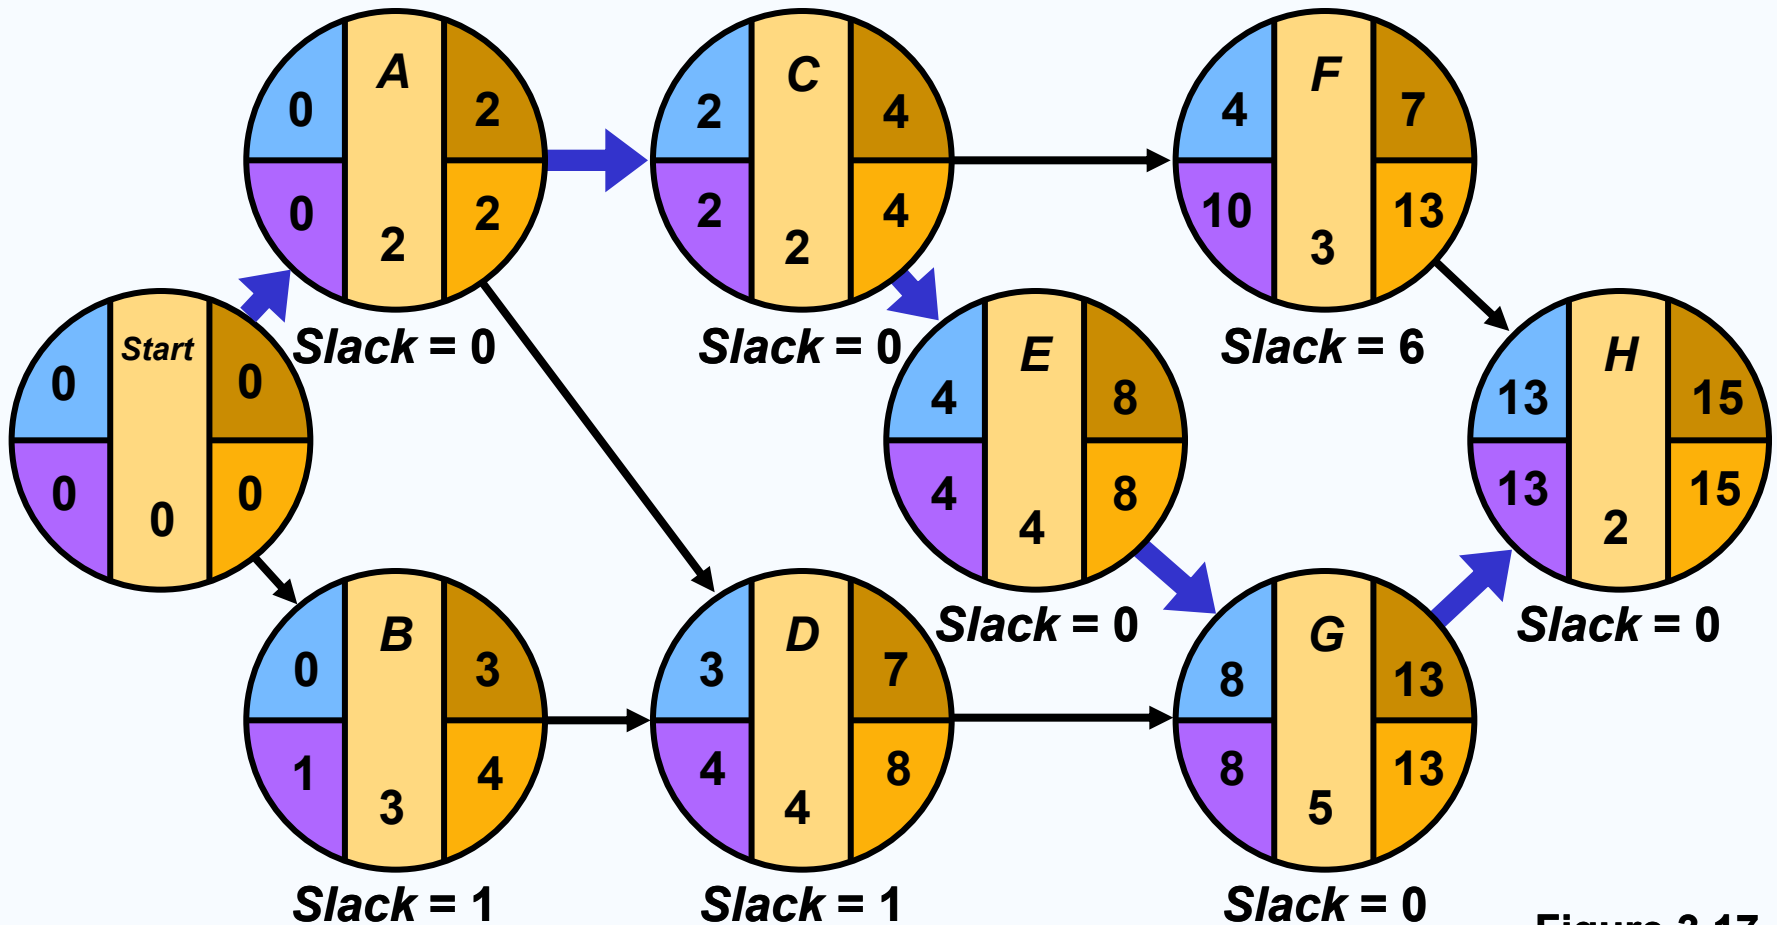 A
0 2
0 2
2
Slack = 0
C
2 4
2 4
2
Slack = 0
F
4 7
10 13
3
Slack = 6
Start
0 0
0 0
0
E
4 8
4 8
4
Slack = 0
H
13 15
13 15
2
Slack = 0
B
0 3
1 4
3
Slack = 1
D
3 7
4 8
4
Slack = 1
G
8 13
8 13
5
Slack = 0
Figure 3.17